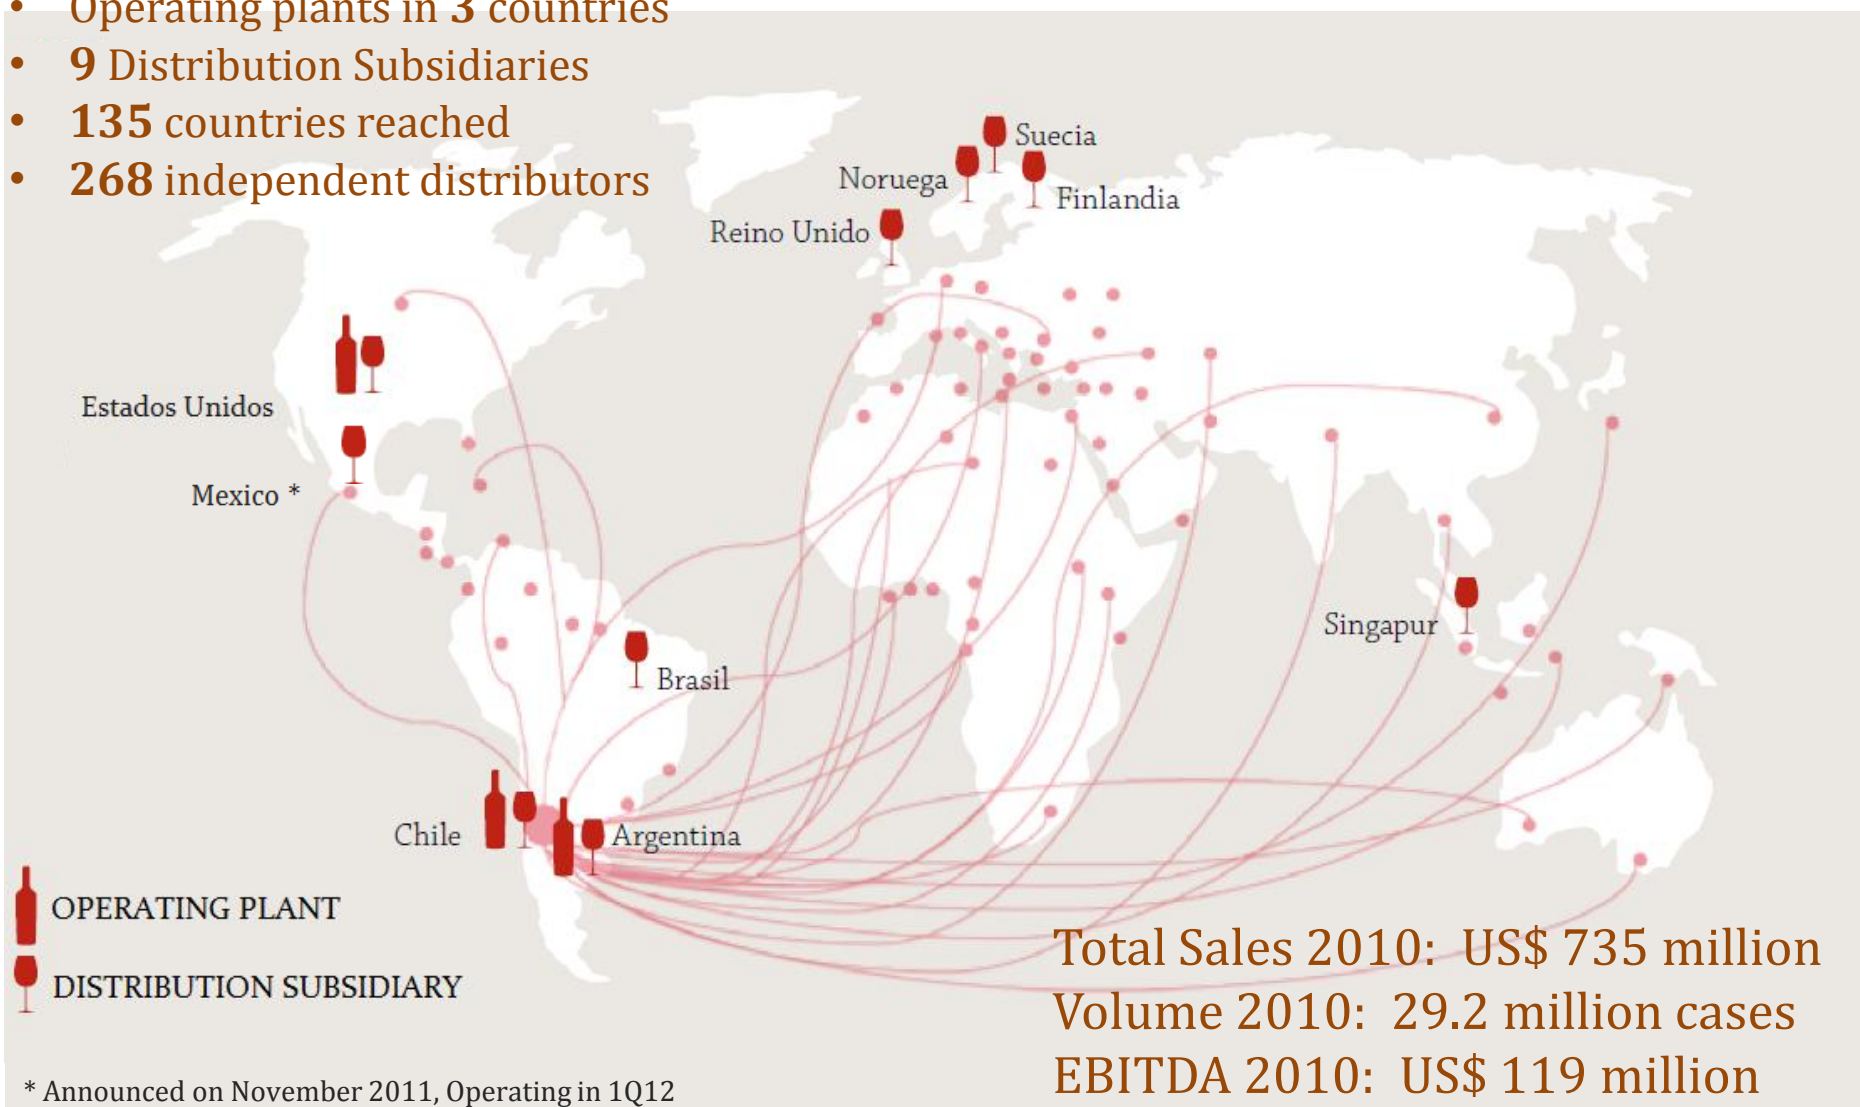 • Operating plants in 3 countries
• 9 Distribution Subsidiaries
• 135 countries reached
• 268 independent distributors
Suecia
Noruega
Finlandia
Reino Unido
Estados Unidos
Mexico *
Singapur
Brasil
Chile
Argentina
OPERATING PLANT
DISTRIBUTION SUBSIDIARY
Total Sales 2010: US$ 735 million
Volume 2010: 29.2 million cases
EBITDA 2010: US$ 119 million
* Announced on November 2011, Operating in 1Q12